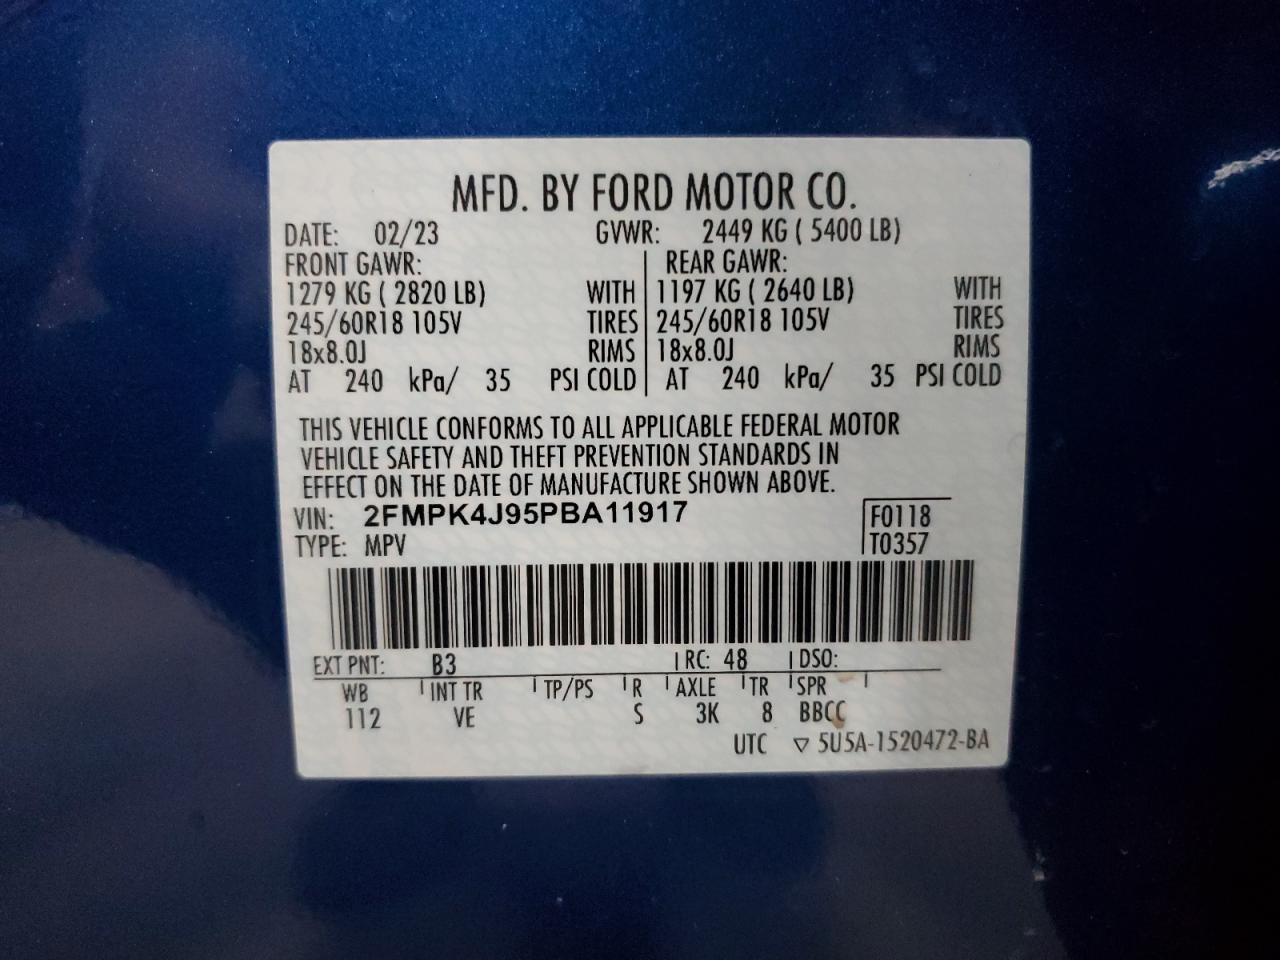 MFD. BY FORD MOTOR CO.
DATE: 02/23 GVWR: 2449 KG ( 5400 LB)
FRONT GAWR: REAR GAWR:
1279 KG ( 2820 LB) WITH 1197 KG ( 2640 LB) WITH
245/60R18 105V TIRES 245/60R18 105V TIRES
18x8.0J RIMS 18x8.0J RIMS
AT 240 kPa/ 35 PSI COLD AT 240 kPa/ 35 PSI COLD
THIS VEHICLE CONFORMS TO ALL APPLICABLE FEDERAL MOTOR
VEHICLE SAFETY AND THEFT PREVENTION STANDARDS IN
EFFECT ON THE DATE OF MANUFACTURE SHOWN ABOVE.
VIN: 2FMPK4J95PBA11917 F0118
TYPE: MPV T0357
EXT PNT: B3 RC: 48 DSO:
WB INT TR TP/PS R AXLE TR SPR
112 VE S 3K 8 BBCC
UTC ▽ 5U5A-1520472-BA